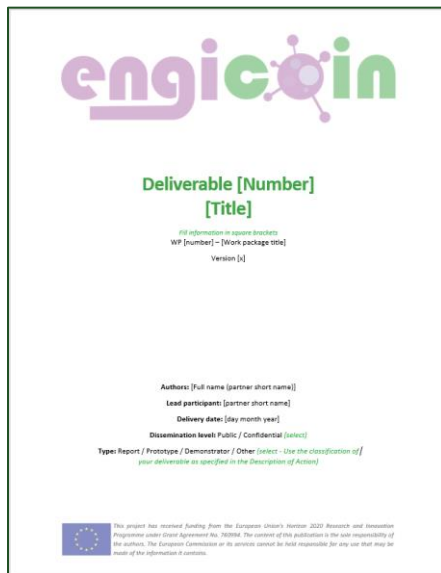 engicoin
Deliverable [Number]
[Title]
Fill information in square brackets
WP [number] – [Work package title]
Version [x]
Authors: [Full name (partner short name)]
Lead participant: [partner short name]
Delivery date: [day month year]
Dissemination level: Public / Confidential (select)
Type: Report / Prototype / Demonstrator / Other (select - Use the classification of
your deliverable as specified in the Description of Action)
This project has received funding from the European Union's Horizon 2020 Research and Innovation
Programme under Grant Agreement No. 760994. The content of this publication is the sole responsibility of
the authors. The European Commission or its services cannot be held responsible for any use that may be
made of the information it contains.